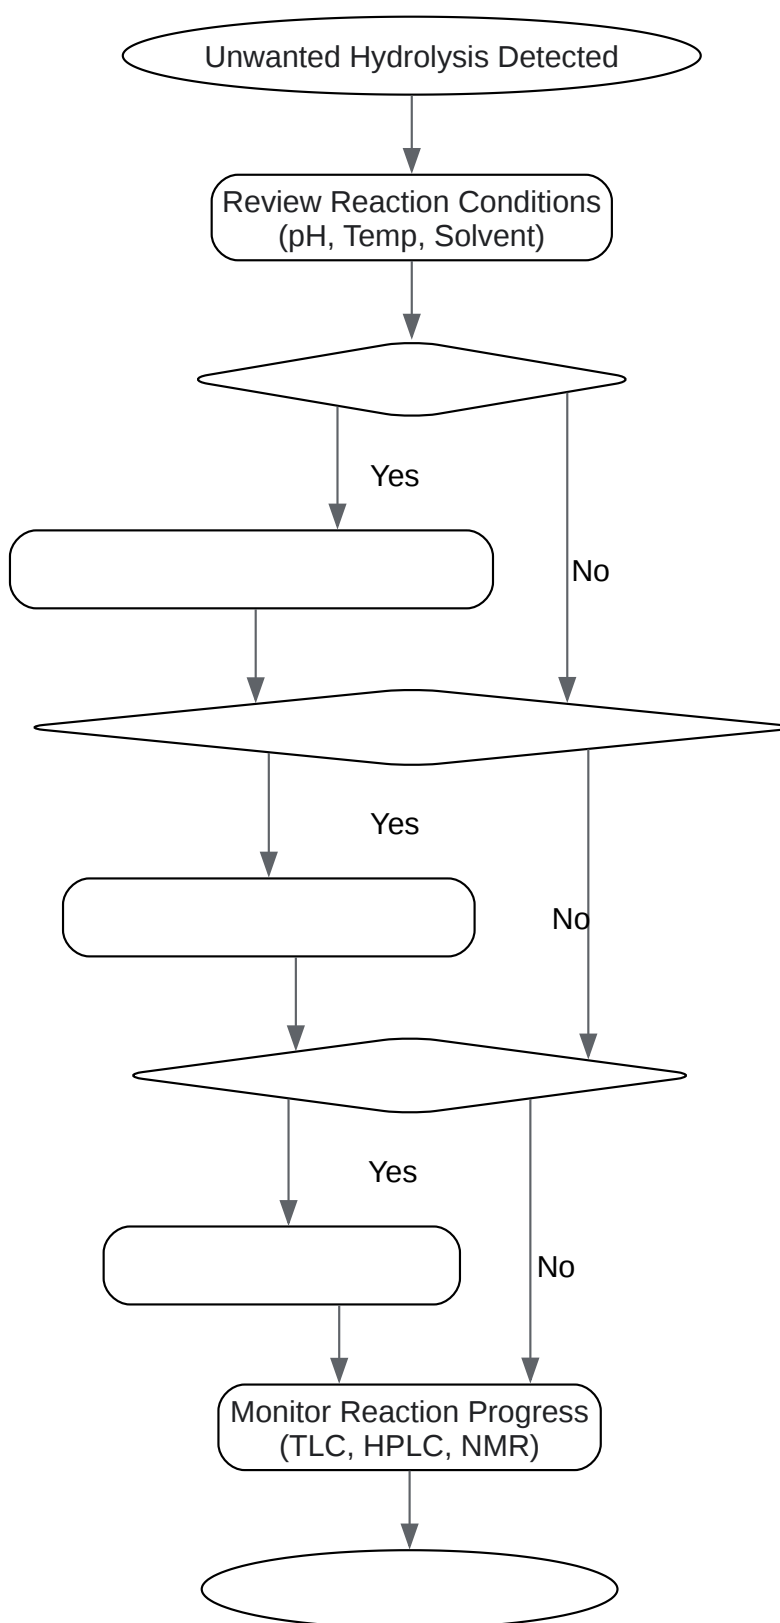 Unwanted Hydrolysis Detected
Review Reaction Conditions
(pH, Temp, Solvent)
Yes
No
Yes
No
Yes
No
Monitor Reaction Progress
(TLC, HPLC, NMR)